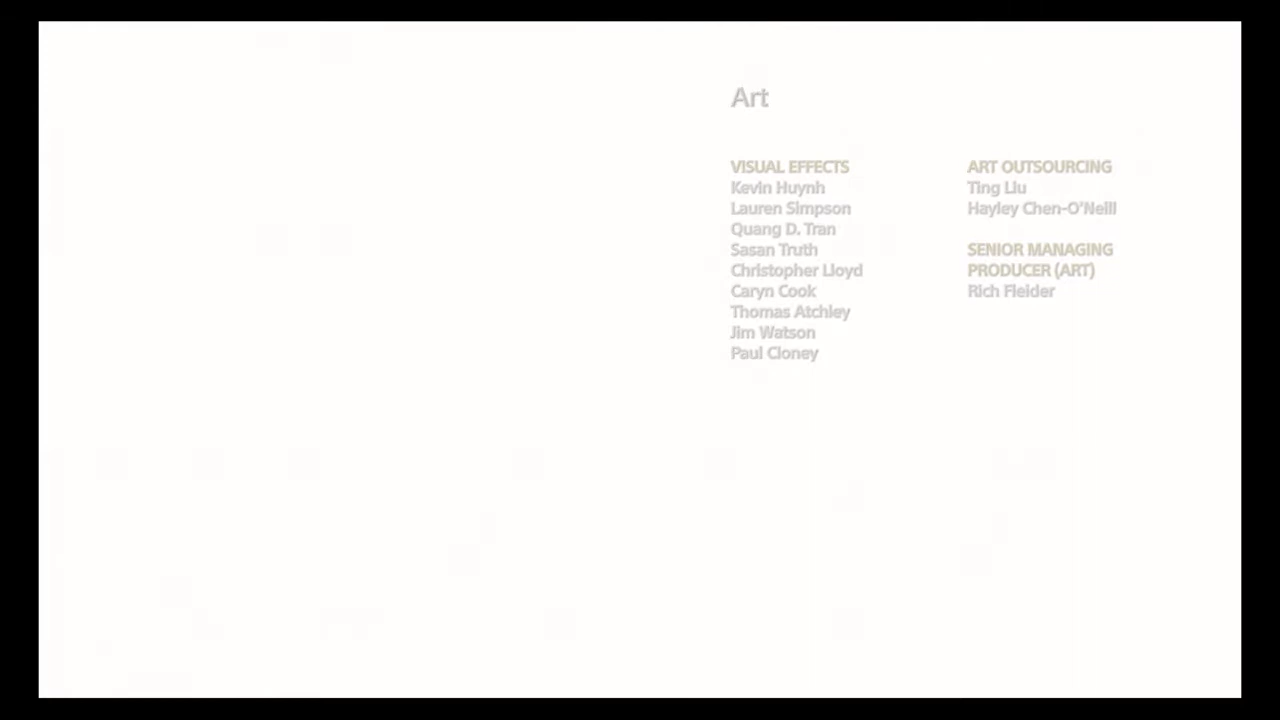 Art
VISUAL EFFECTS
Kevin Huynh
Lauren Simpson
Quang D. Tran
Sasan Truth
Christopher Lloyd
Caryn Cook
Thomas Atchley
Jim Watson
Paul Cloney
ART OUTSOURCING
Ting Liu
Hayley Chen-O'Neill
SENIOR MANAGING
PRODUCER (ART)
Rich Fleider